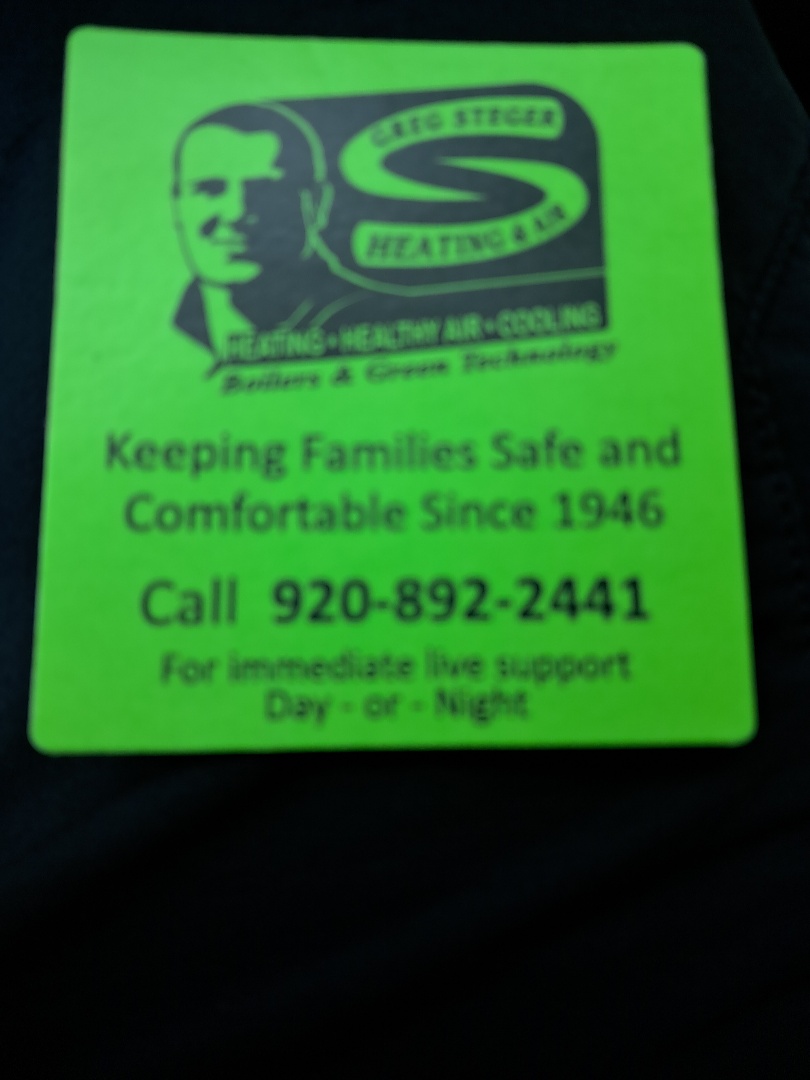 GREG STEGER
HEATING & AIR
HEATING • HEALTHY AIR • COOLING
Boilers & Green Technology
Keeping Families Safe and
Comfortable Since 1946
Call 920-892-2441
For immediate live support
Day - or - Night